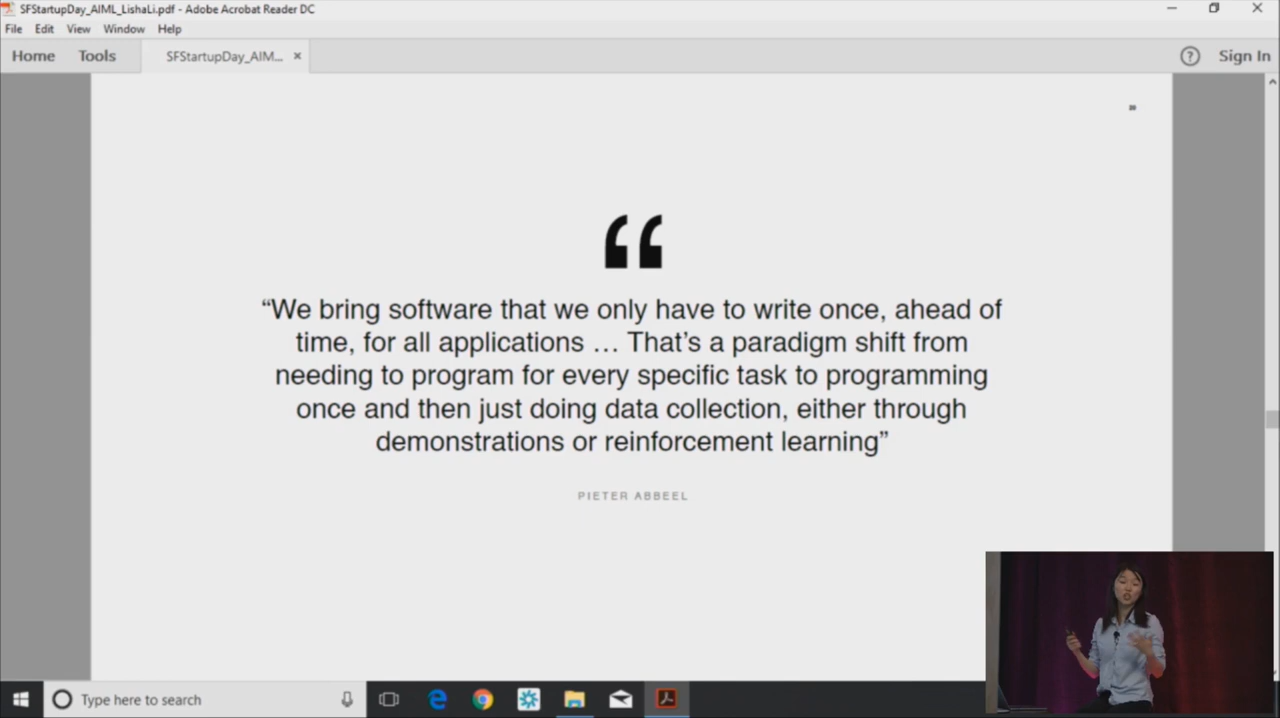 SFStartupDay_AIML_LishaLi.pdf - Adobe Acrobat Reader DC
File Edit View Window Help
Home Tools SFStartupDay_AIM... × ? Sign In
“We bring software that we only have to write once, ahead of
time, for all applications … That’s a paradigm shift from
needing to program for every specific task to programming
once and then just doing data collection, either through
demonstrations or reinforcement learning”
PIETER ABBEEL
Type here to search